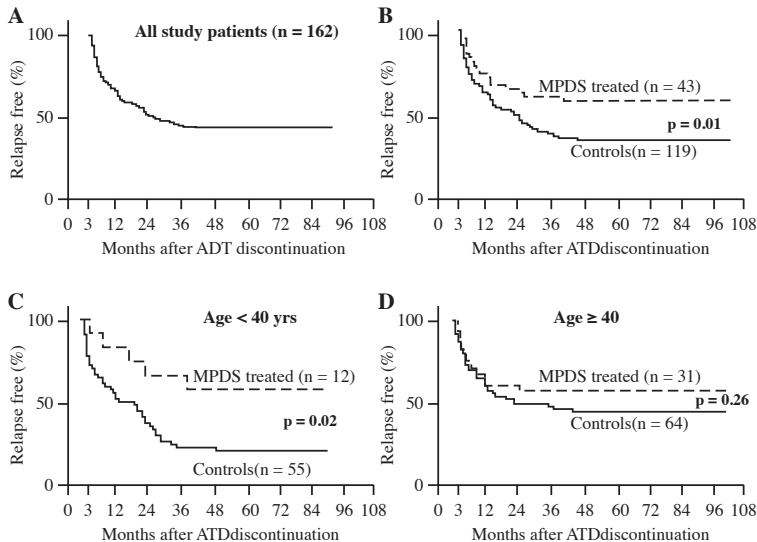 A
All study patients (n = 162)
Relapse free (%)
100
50
0
0 3 12 24 36 48 60 72 84 96 108
Months after ADT discontinuation
B
Relapse free (%)
100
50
0
MPDS treated (n = 43)
p = 0.01
Controls(n = 119)
0 3 12 24 36 48 60 72 84 96 108
Months after ATDdiscontinuation
C
Age < 40 yrs
Relapse free (%)
100
50
0
MPDS treated (n = 12)
p = 0.02
Controls(n = 55)
0 3 12 24 36 48 60 72 84 96 108
Months after ATDdiscontinuation
D
Age ≥ 40
Relapse free (%)
100
50
0
MPDS treated (n = 31)
p = 0.26
Controls(n = 64)
0 3 12 24 36 48 60 72 84 96 108
Months after ATDdiscontinuation